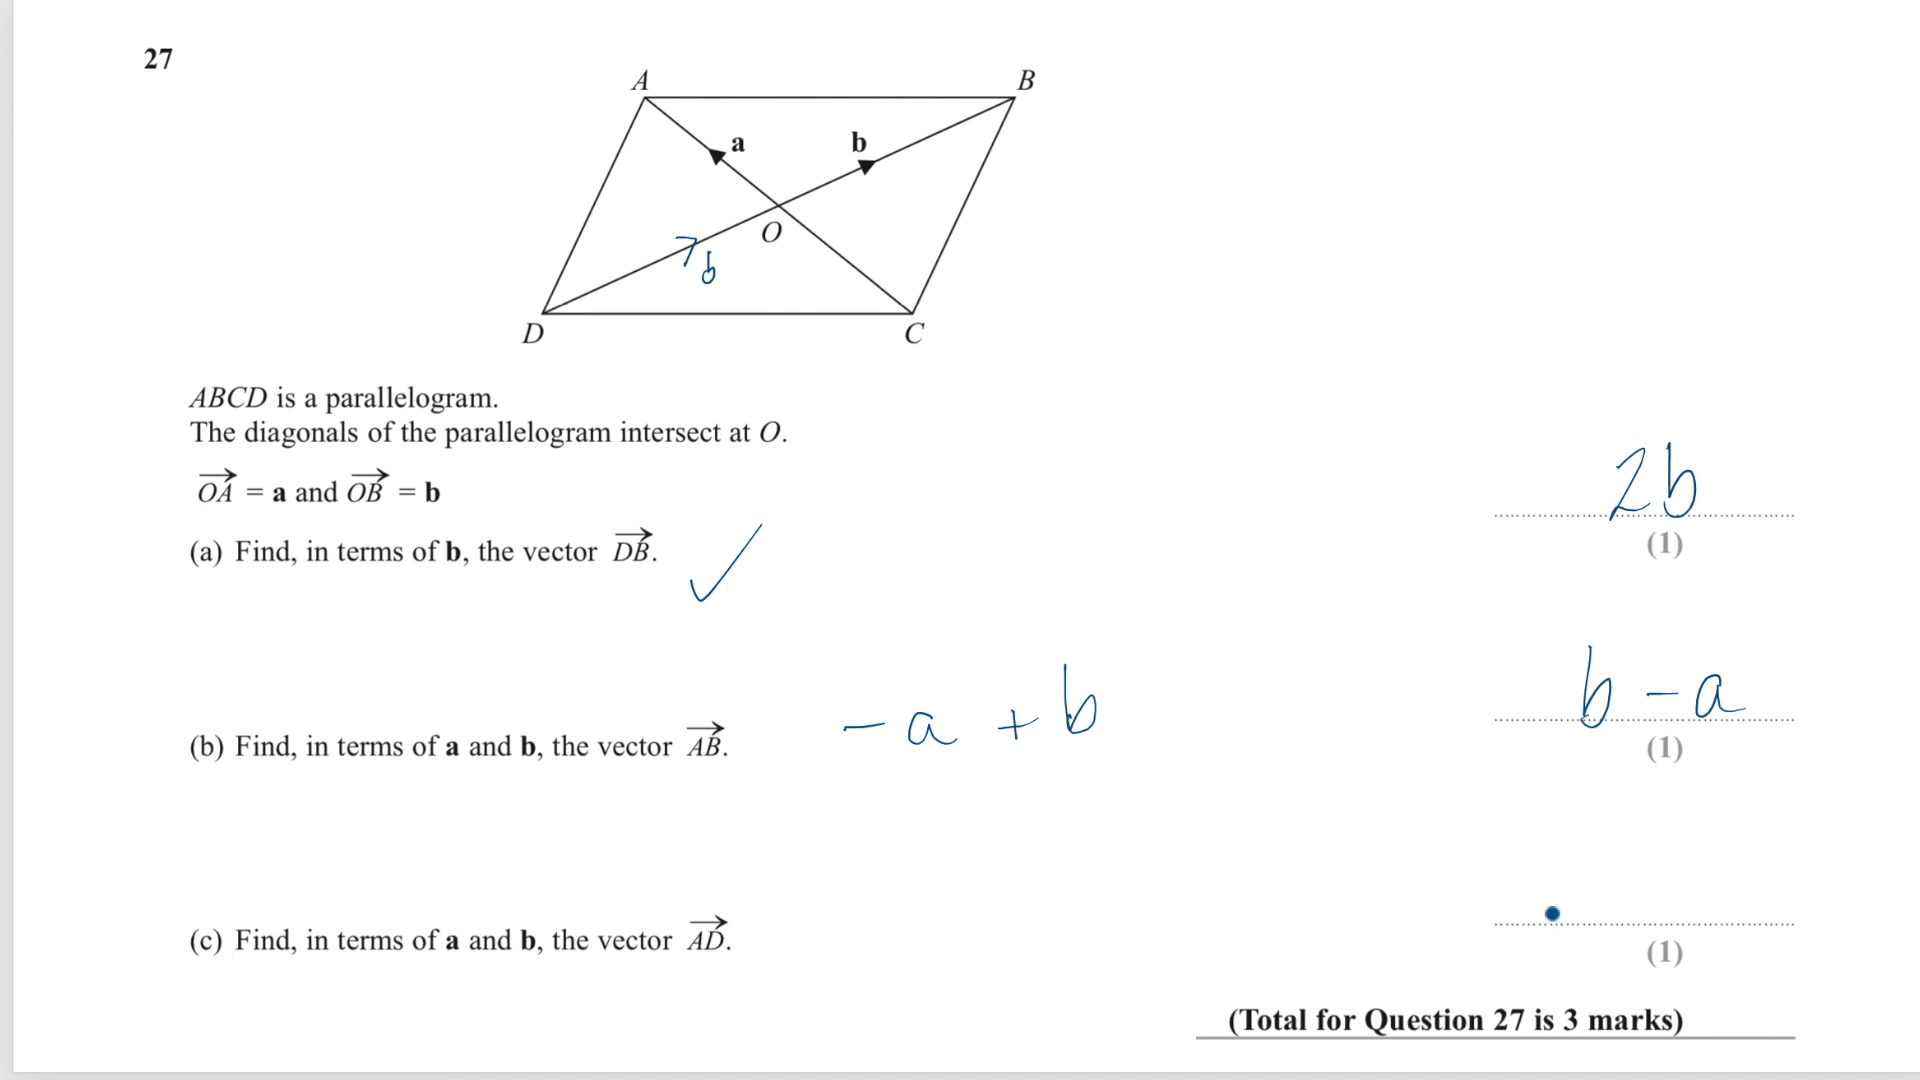 27
A
B
a
b
O
b
D
C
ABCD is a parallelogram.
The diagonals of the parallelogram intersect at O.
OA = a and OB = b
2b
(1)
(a) Find, in terms of b, the vector DB.
-a + b
b - a
(b) Find, in terms of a and b, the vector AB.
(1)
(c) Find, in terms of a and b, the vector AD.
(1)
(Total for Question 27 is 3 marks)